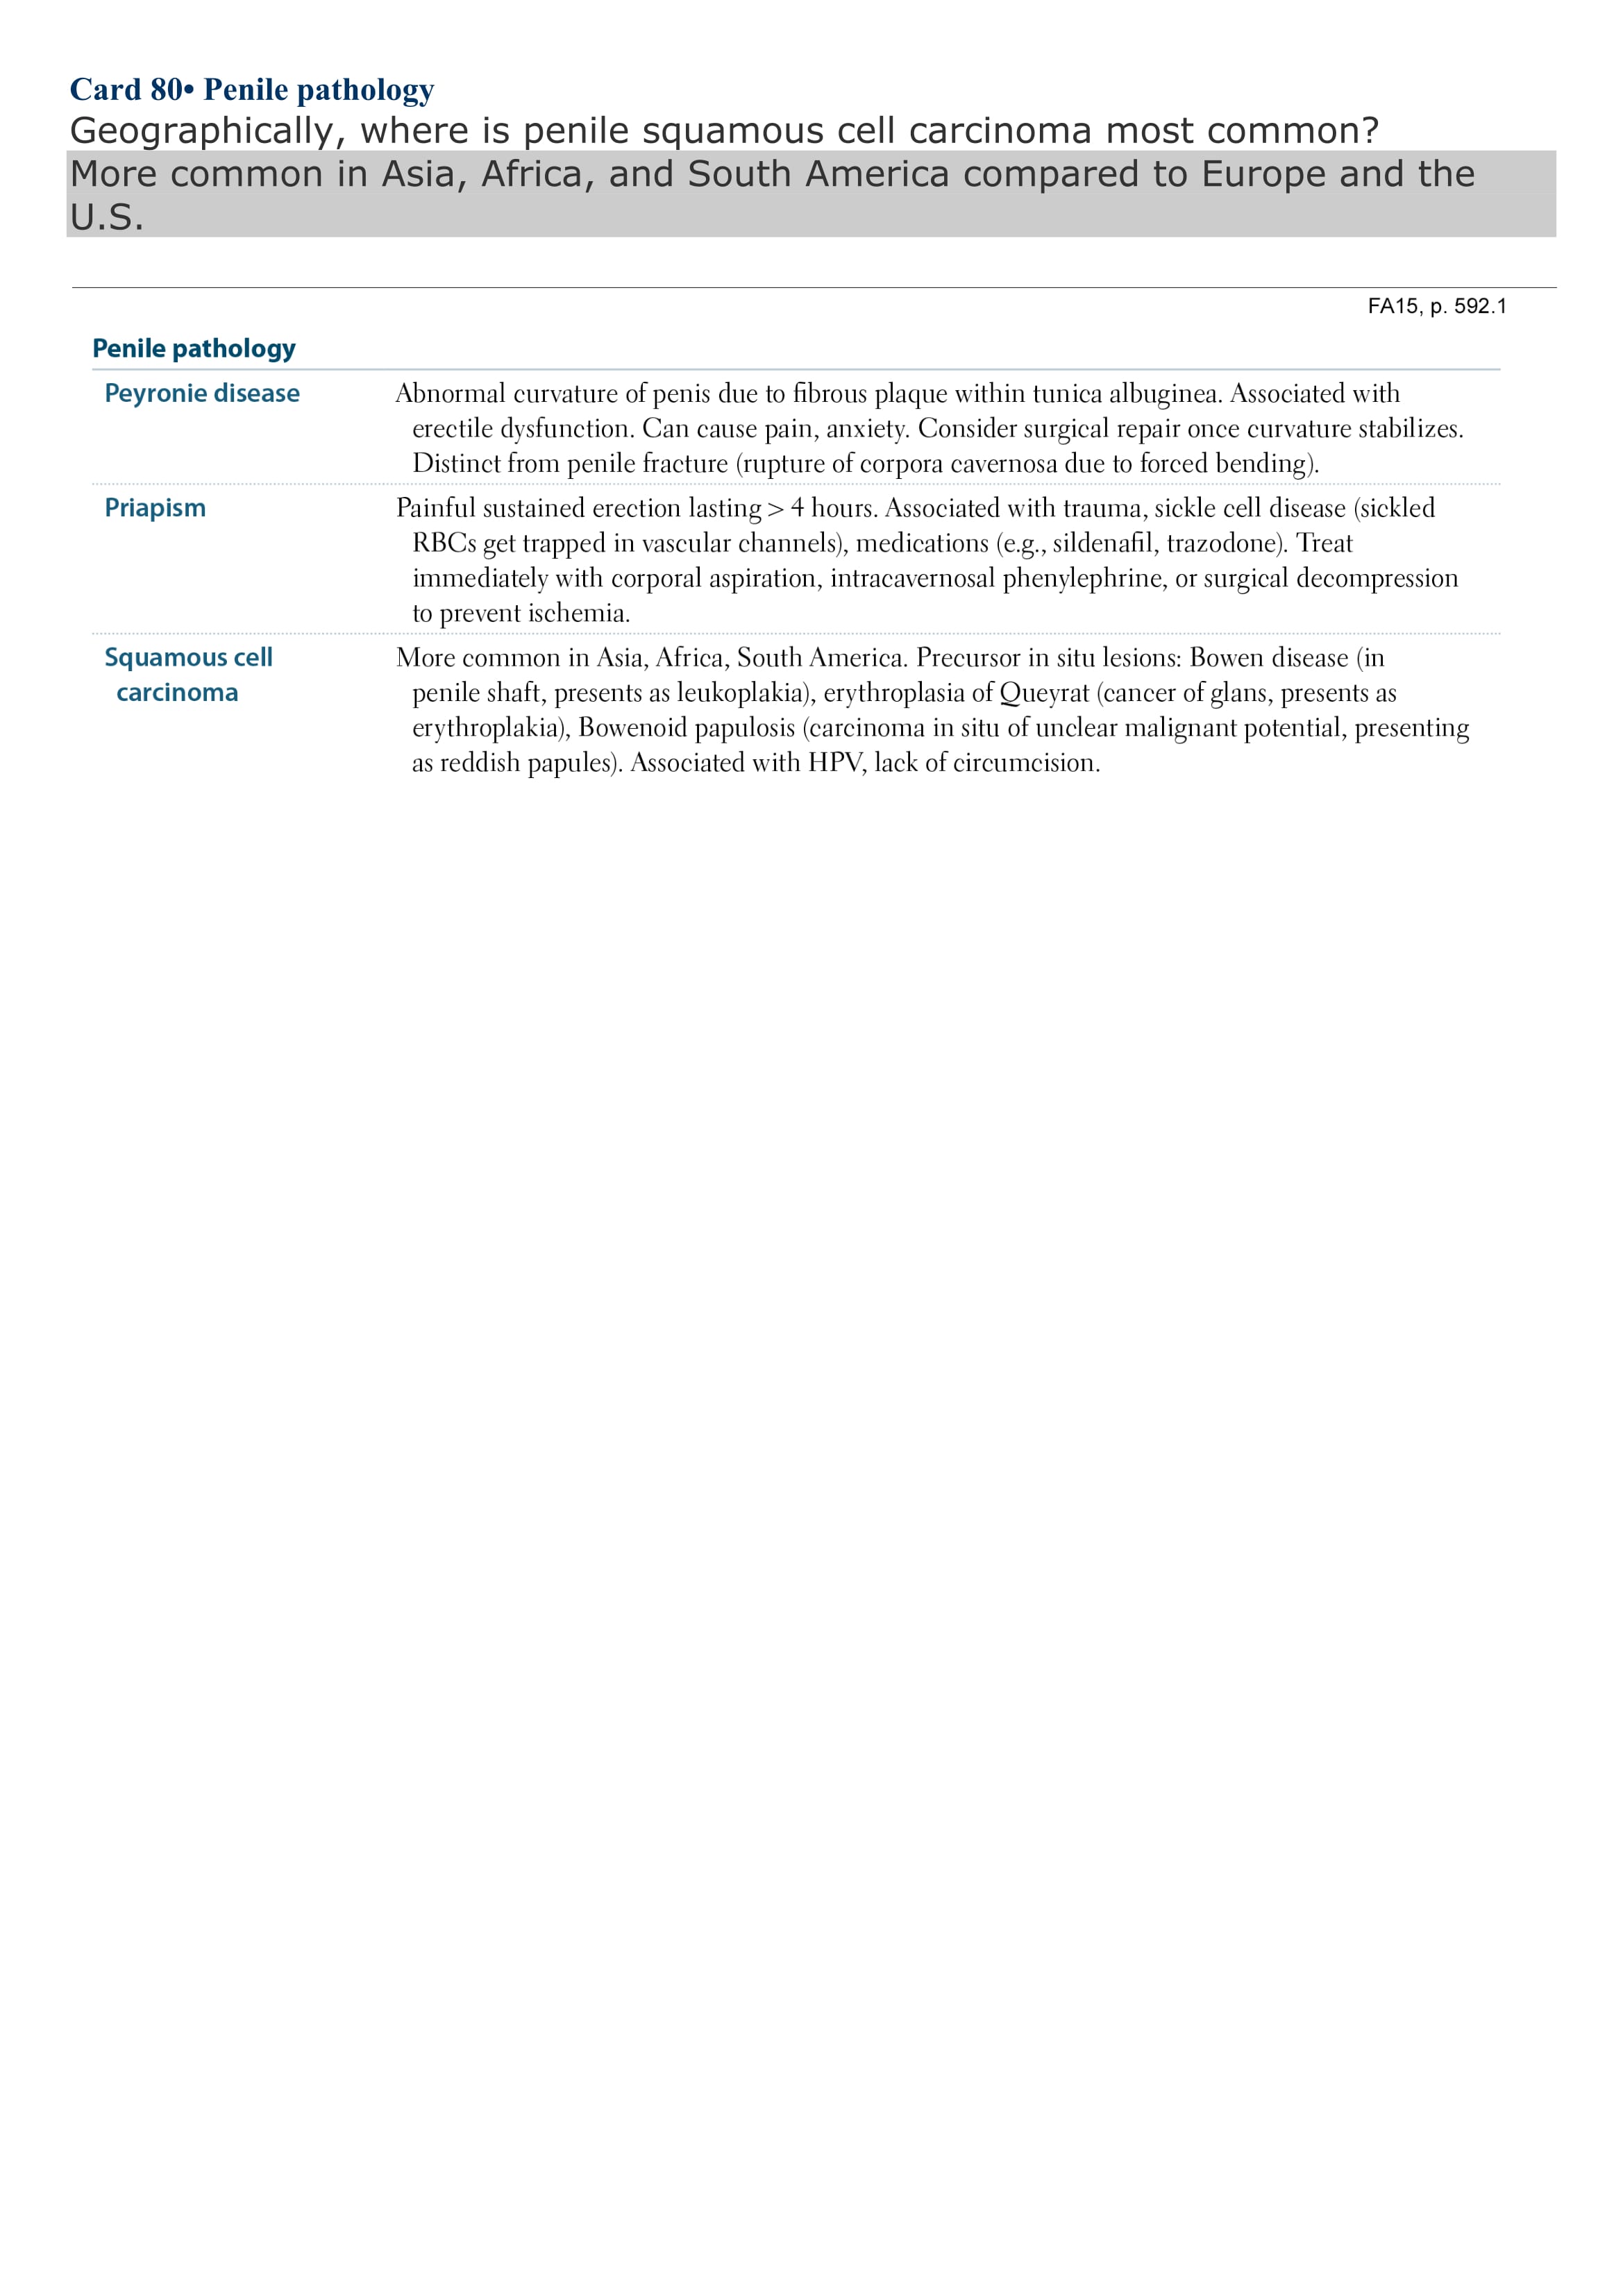 Card 80• Penile pathology
Geographically, where is penile squamous cell carcinoma most common?
More common in Asia, Africa, and South America compared to Europe and the
U.S.
FA15, p. 592.1
Penile pathology
Peyronie disease
Abnormal curvature of penis due to fibrous plaque within tunica albuginea. Associated with
erectile dysfunction. Can cause pain, anxiety. Consider surgical repair once curvature stabilizes.
Distinct from penile fracture (rupture of corpora cavernosa due to forced bending).
Priapism
Painful sustained erection lasting > 4 hours. Associated with trauma, sickle cell disease (sickled
RBCs get trapped in vascular channels), medications (e.g., sildenafil, trazodone). Treat
immediately with corporal aspiration, intracavernosal phenylephrine, or surgical decompression
to prevent ischemia.
Squamous cell
carcinoma
More common in Asia, Africa, South America. Precursor in situ lesions: Bowen disease (in
penile shaft, presents as leukoplakia), erythroplasia of Queyrat (cancer of glans, presents as
erythroplakia), Bowenoid papulosis (carcinoma in situ of unclear malignant potential, presenting
as reddish papules). Associated with HPV, lack of circumcision.